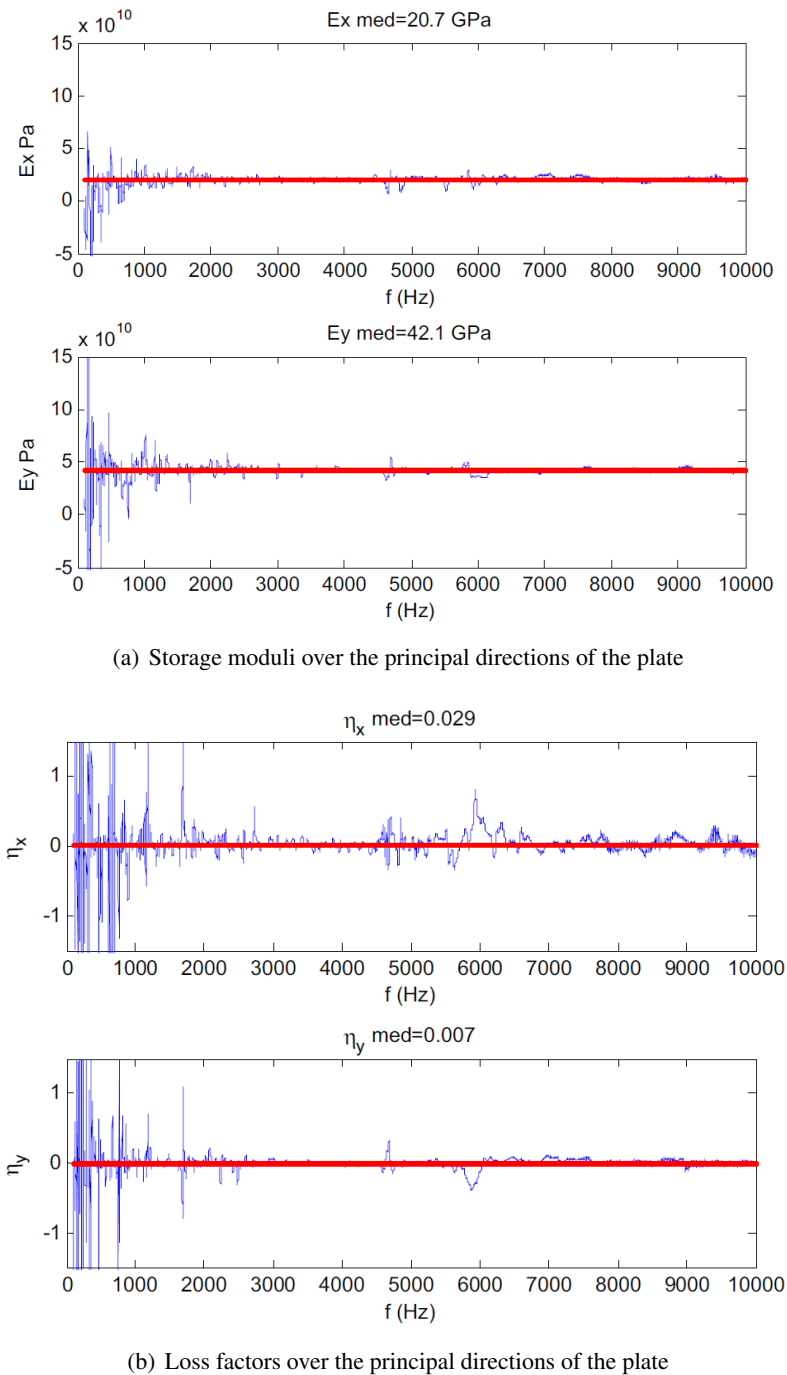 Ex med=20.7 GPa
x 10^10
15
10
5
0
-5
Ex Pa
0 1000 2000 3000 4000 5000 6000 7000 8000 9000 10000
f (Hz)
Ey med=42.1 GPa
x 10^10
15
10
5
0
-5
Ey Pa
0 1000 2000 3000 4000 5000 6000 7000 8000 9000 10000
f (Hz)
(a) Storage moduli over the principal directions of the plate
η_x med=0.029
1
0
-1
η_x
0 1000 2000 3000 4000 5000 6000 7000 8000 9000 10000
f (Hz)
η_y med=0.007
1
0
-1
η_y
0 1000 2000 3000 4000 5000 6000 7000 8000 9000 10000
f (Hz)
(b) Loss factors over the principal directions of the plate